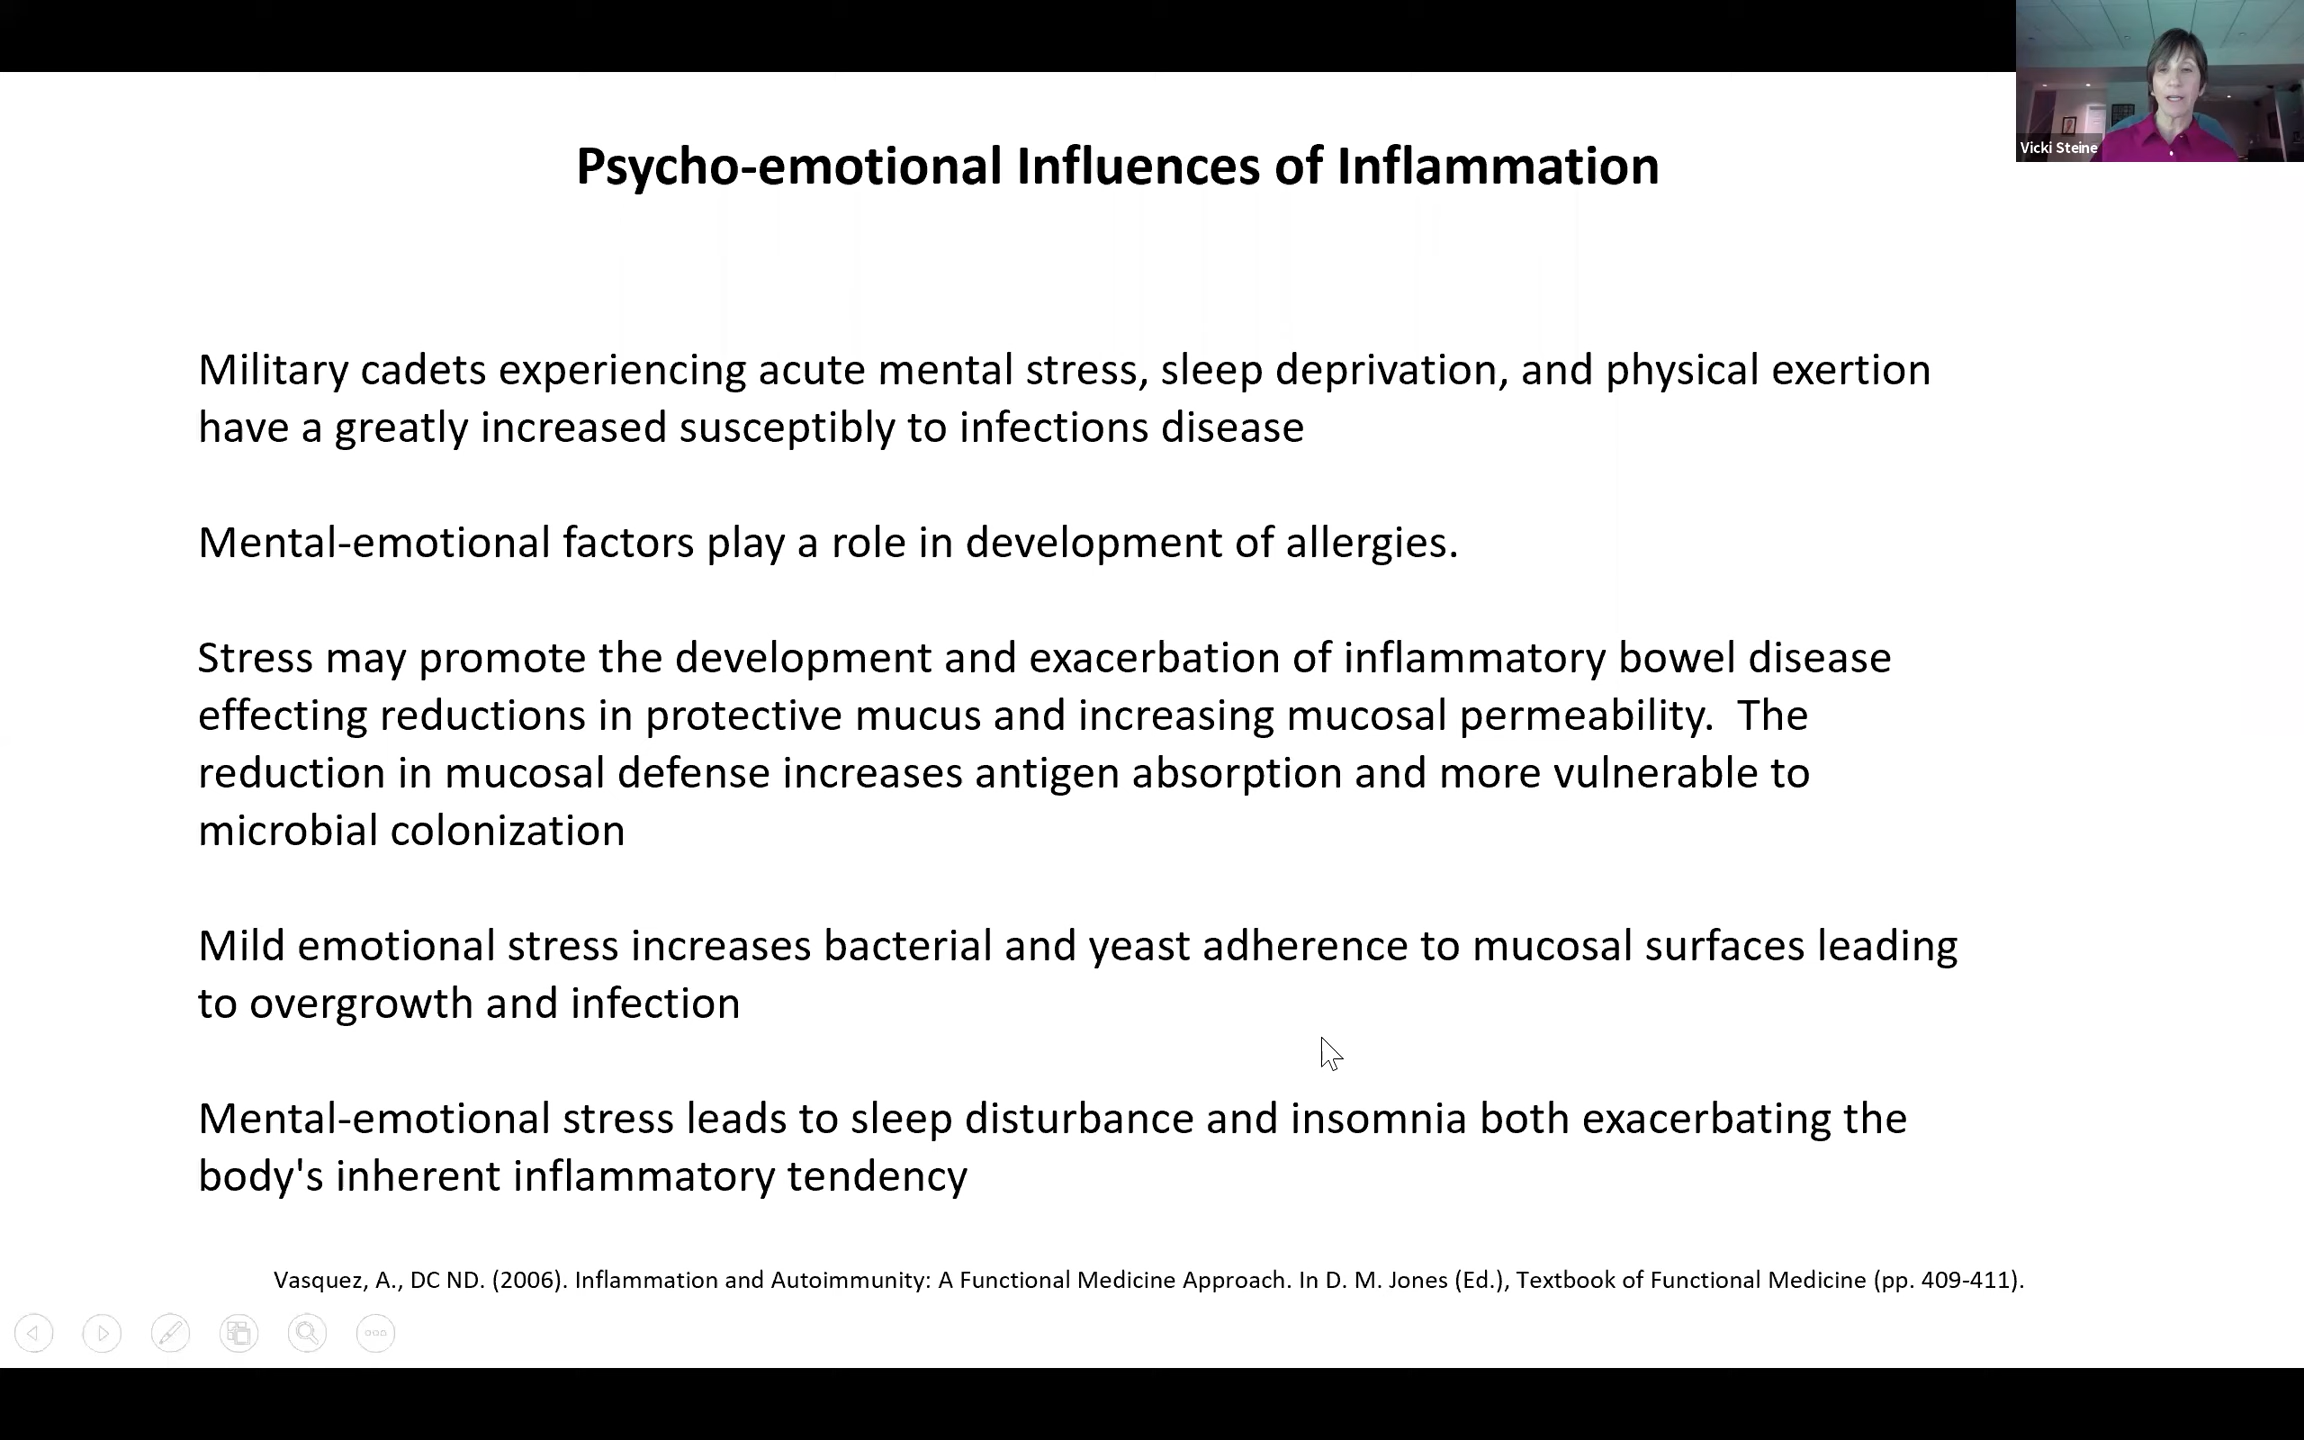 Vicki Steine
Psycho-emotional Influences of Inflammation
Military cadets experiencing acute mental stress, sleep deprivation, and physical exertion
have a greatly increased susceptibly to infections disease
Mental-emotional factors play a role in development of allergies.
Stress may promote the development and exacerbation of inflammatory bowel disease
effecting reductions in protective mucus and increasing mucosal permeability.  The
reduction in mucosal defense increases antigen absorption and more vulnerable to
microbial colonization
Mild emotional stress increases bacterial and yeast adherence to mucosal surfaces leading
to overgrowth and infection
Mental-emotional stress leads to sleep disturbance and insomnia both exacerbating the
body's inherent inflammatory tendency
Vasquez, A., DC ND. (2006). Inflammation and Autoimmunity: A Functional Medicine Approach. In D. M. Jones (Ed.), Textbook of Functional Medicine (pp. 409-411).